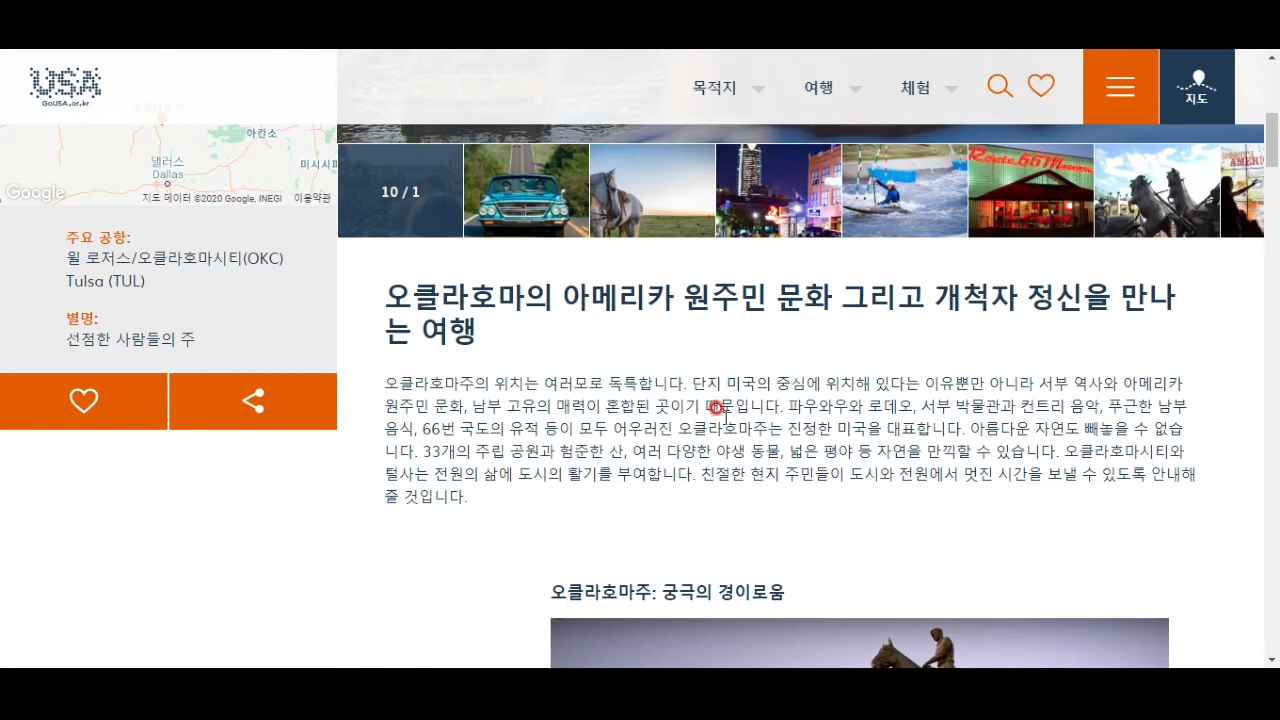 USA
GoUSA.or.kr
목적지
여행
체험
지도
아칸소
댈러스
Dallas
미시시피
Google
지도 데이터 ©2020 Google, INEGI 이용약관
10 / 1
Route 66
AMERI
주요 공항:
윌 로저스/오클라호마시티(OKC)
Tulsa (TUL)
별명:
선점한 사람들의 주
오클라호마의 아메리카 원주민 문화 그리고 개척자 정신을 만나
는 여행
오클라호마주의 위치는 여러모로 독특합니다. 단지 미국의 중심에 위치해 있다는 이유뿐만 아니라 서부 역사와 아메리카
원주민 문화, 남부 고유의 매력이 혼합된 곳이기 때문입니다. 파우와우와 로데오, 서부 박물관과 컨트리 음악, 푸근한 남부
음식, 66번 국도의 유적 등이 모두 어우러진 오클라호마주는 진정한 미국을 대표합니다. 아름다운 자연도 빼놓을 수 없습
니다. 33개의 주립 공원과 험준한 산, 여러 다양한 야생 동물, 넓은 평야 등 자연을 만끽할 수 있습니다. 오클라호마시티와
털사는 전원의 삶에 도시의 활기를 부여합니다. 친절한 현지 주민들이 도시와 전원에서 멋진 시간을 보낼 수 있도록 안내해
줄 것입니다.
오클라호마주: 궁극의 경이로움